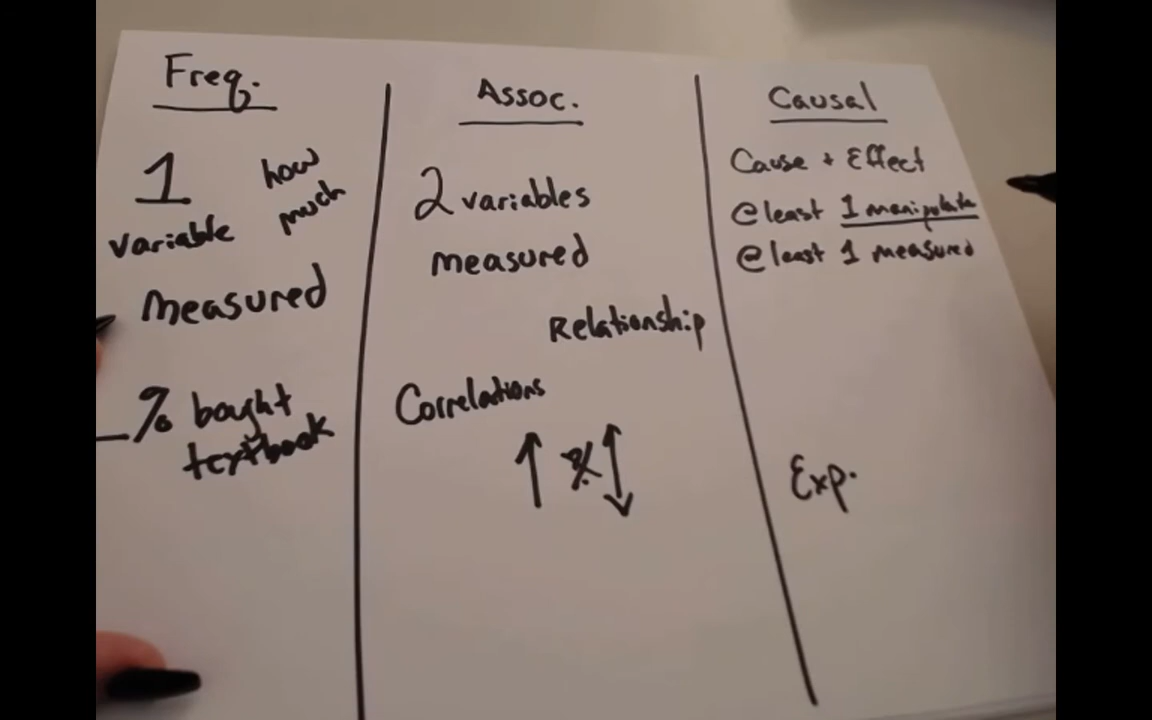 Freq.
1 how much
variable
measured
_% bought
textbook
Assoc.
2 variables
measured
Relationship
Correlations
Causal
Cause + Effect
@least 1 manipulate
@least 1 measured
Exp.